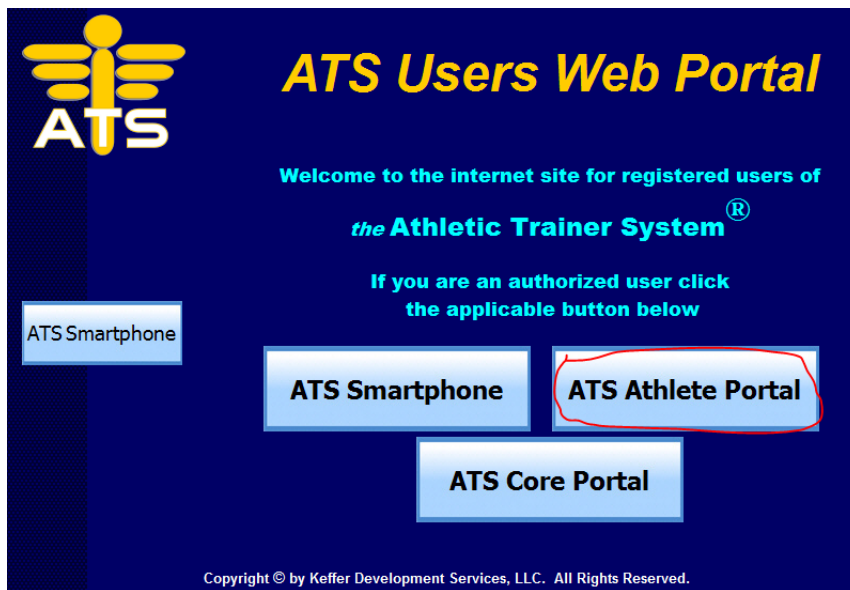 ATS
ATS Users Web Portal
Welcome to the internet site for registered users of
the Athletic Trainer System®
If you are an authorized user click
the applicable button below
ATS Smartphone
ATS Smartphone
ATS Athlete Portal
ATS Core Portal
Copyright © by Keffer Development Services, LLC. All Rights Reserved.